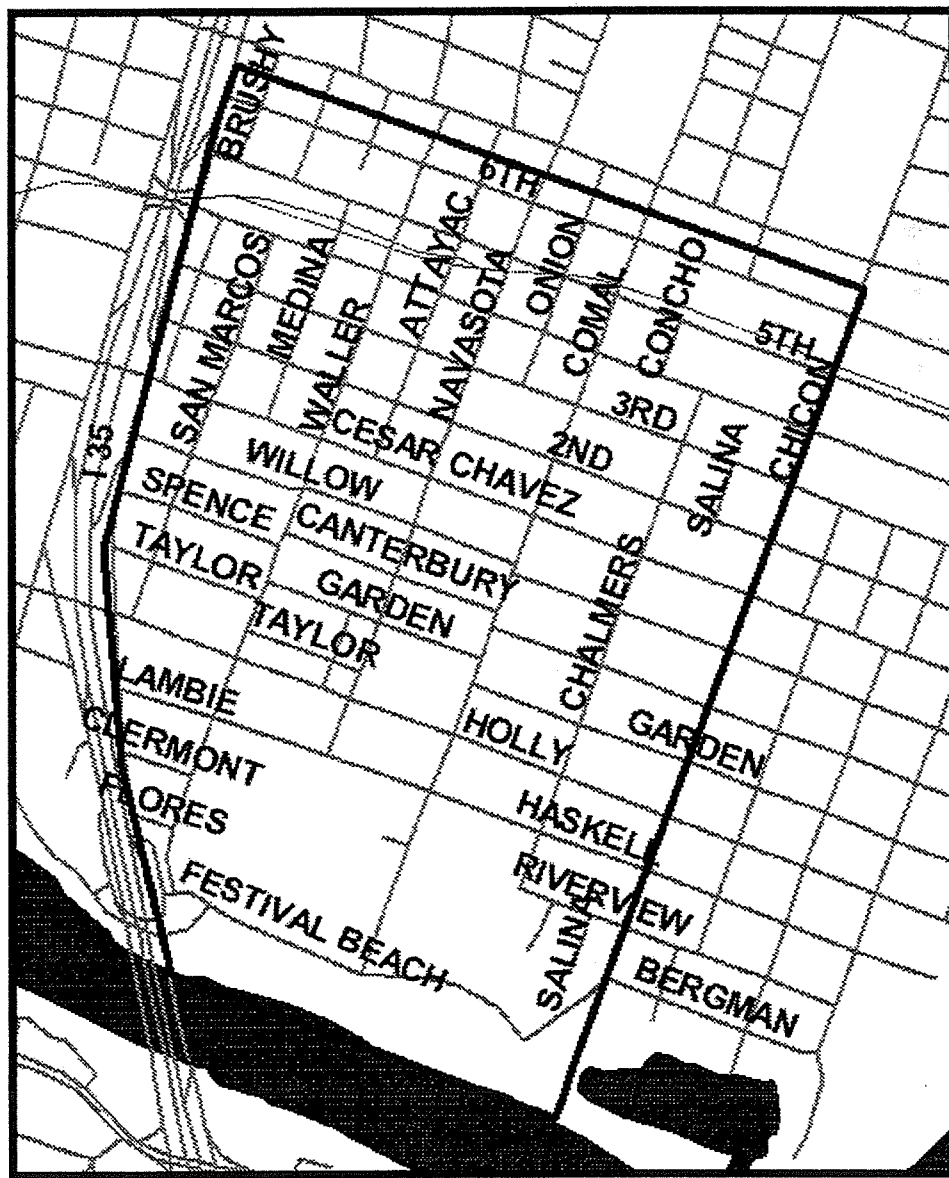 BRUSHY
6TH
SAN MARCOS
MEDINA
WALLER
ATTAYAC
NAVASOTA
ONION
COMAL
CONCHO
5TH
CHICON
3RD
2ND
SALINA
CESAR CHAVEZ
I 35
WILLOW
SPENCE
CANTERBURY
TAYLOR
GARDEN
TAYLOR
CHALMERS
LAMBIE
HOLLY
GARDEN
CLERMONT
FLORES
HASKELL
RIVERVIEW
FESTIVAL BEACH
SALINA
BERGMAN